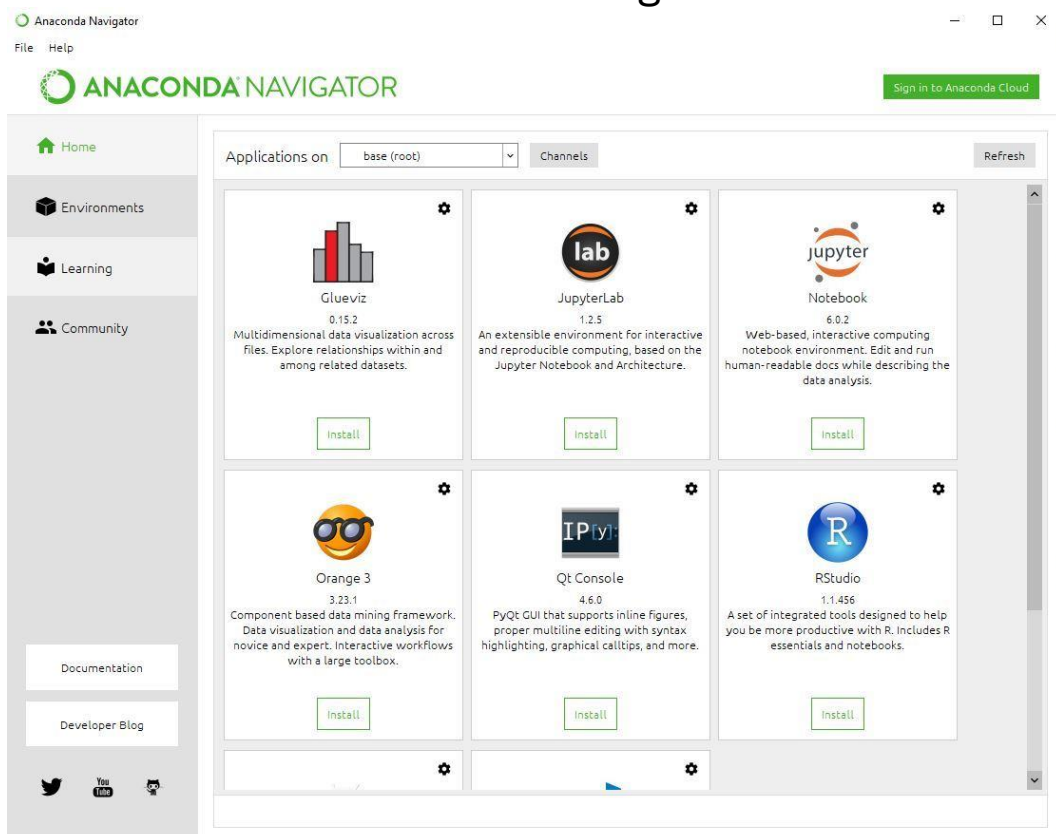 g
Anaconda Navigator
File Help
ANACONDA NAVIGATOR
Sign in to Anaconda Cloud
Home
Environments
Learning
Community
Documentation
Developer Blog
You
Tube
Applications on base (root) Channels Refresh
Glueviz
0.15.2
Multidimensional data visualization across
files. Explore relationships within and
among related datasets.
Install
lab
JupyterLab
1.2.5
An extensible environment for interactive
and reproducible computing, based on the
Jupyter Notebook and Architecture.
Install
jupyter
Notebook
6.0.2
Web-based, interactive computing
notebook environment. Edit and run
human-readable docs while describing the
data analysis.
Install
Orange 3
3.23.1
Component based data mining framework.
Data visualization and data analysis for
novice and expert. Interactive workflows
with a large toolbox.
Install
IP[y]:
Qt Console
4.6.0
PyQt GUI that supports inline figures,
proper multiline editing with syntax
highlighting, graphical calltips, and more.
Install
R
RStudio
1.1.456
A set of integrated tools designed to help
you be more productive with R. Includes R
essentials and notebooks.
Install